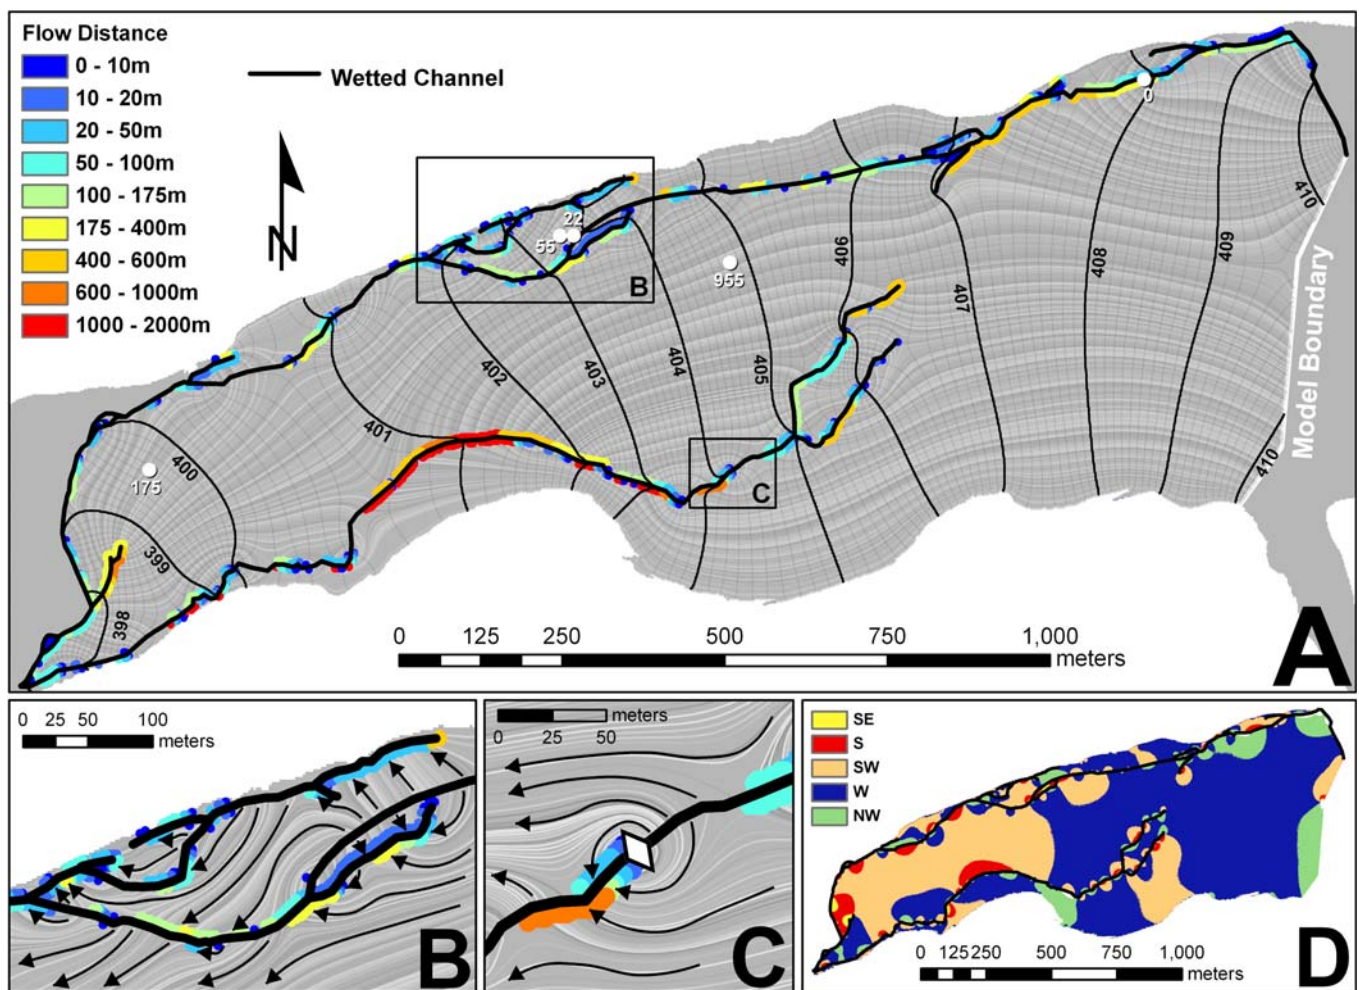 Flow Distance
0 - 10m
10 - 20m
20 - 50m
50 - 100m
100 - 175m
175 - 400m
400 - 600m
600 - 1000m
1000 - 2000m
Wetted Channel
N
0
410
22
55
B
955
406
407
408
409
Model Boundary
402
403
404
405
401
400
175
C
410
399
398
0 125 250 500 750 1,000
meters
A
0 25 50 100
meters
B
meters
0 25 50
C
SE
S
SW
W
NW
0 125 250 500 750 1,000
meters
D